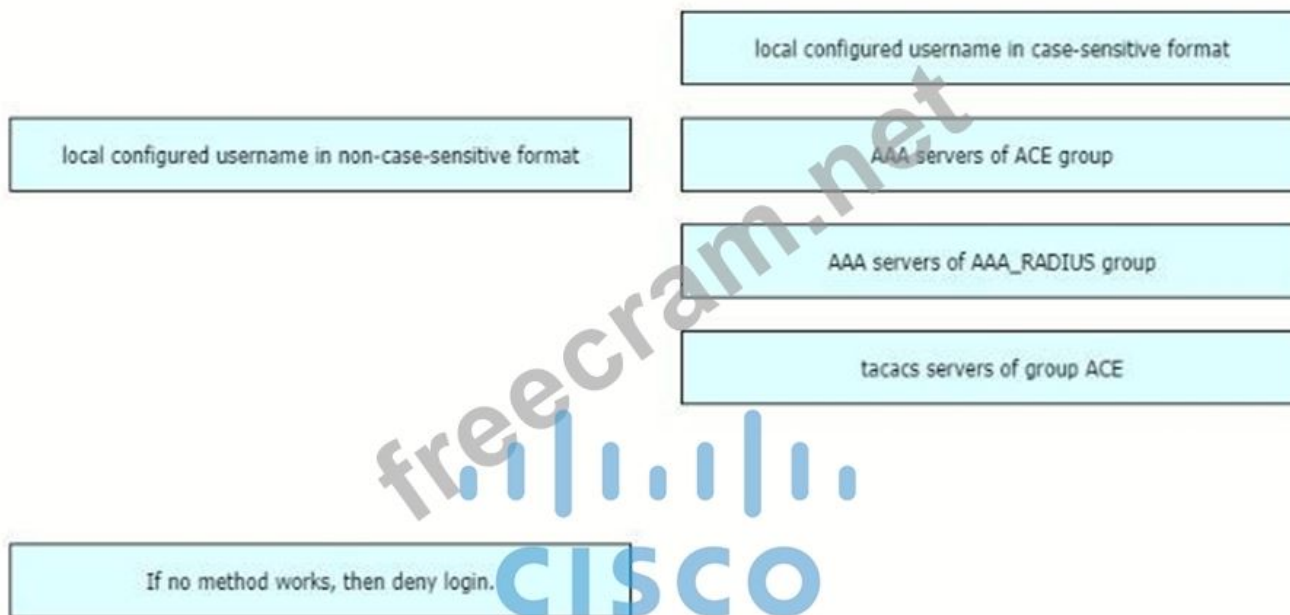 local configured username in case-sensitive format
local configured username in non-case-sensitive format
AAA servers of ACE group
AAA servers of AAA_RADIUS group
tacacs servers of group ACE
freecram.net
If no method works, then deny login.
CISCO